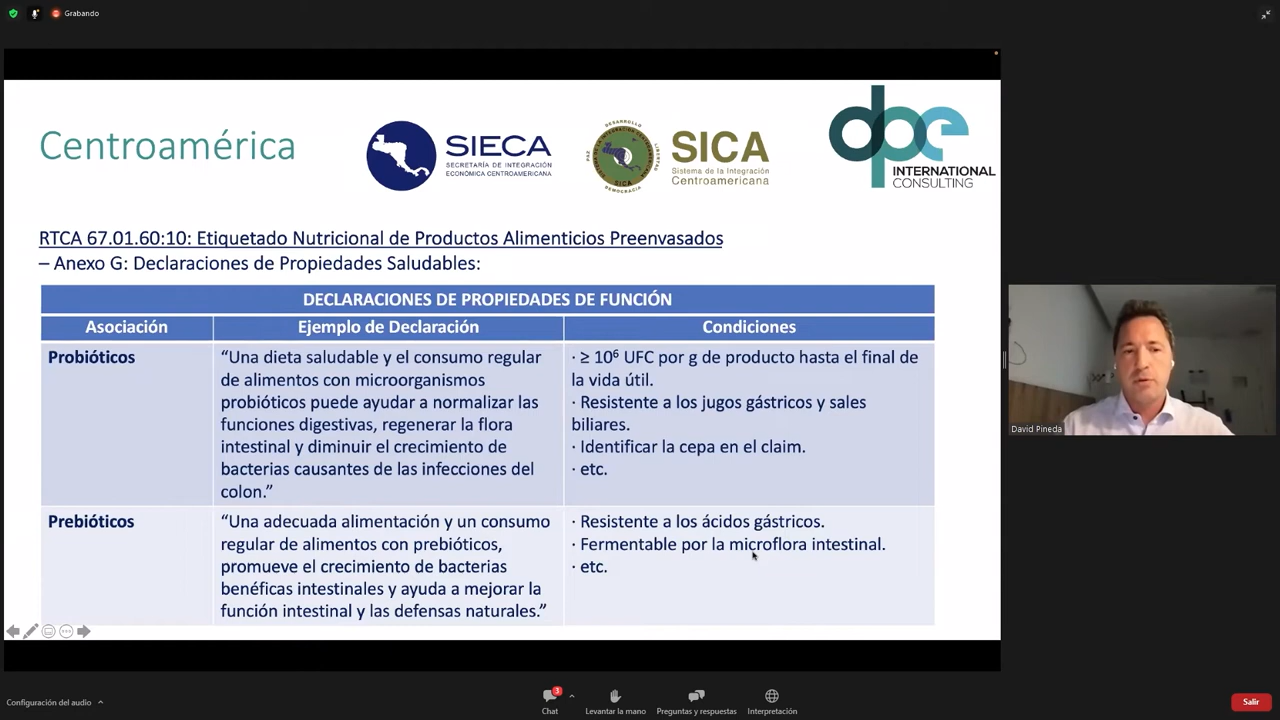 Grabando
Centroamérica
SIECA
SECRETARÍA DE INTEGRACIÓN
ECONÓMICA CENTROAMERICANA
DESARROLLO
PAZ
LIBERTAD
SICA
DEMOCRACIA
SICA
Sistema de la Integración
Centroamericana
dpe
INTERNATIONAL
CONSULTING
RTCA 67.01.60:10: Etiquetado Nutricional de Productos Alimenticios Preenvasados
– Anexo G: Declaraciones de Propiedades Saludables:
DECLARACIONES DE PROPIEDADES DE FUNCIÓN
Asociación
Ejemplo de Declaración
Condiciones
Probióticos
“Una dieta saludable y el consumo regular
de alimentos con microorganismos
probióticos puede ayudar a normalizar las
funciones digestivas, regenerar la flora
intestinal y diminuir el crecimiento de
bacterias causantes de las infecciones del
colon.”
· ≥ 10⁶ UFC por g de producto hasta el final de
la vida útil.
· Resistente a los jugos gástricos y sales
biliares.
· Identificar la cepa en el claim.
· etc.
Prebióticos
“Una adecuada alimentación y un consumo
regular de alimentos con prebióticos,
promueve el crecimiento de bacterias
benéficas intestinales y ayuda a mejorar la
función intestinal y las defensas naturales.”
· Resistente a los ácidos gástricos.
· Fermentable por la microflora intestinal.
· etc.
David Pineda
Configuración del audio
3
Chat
Levantar la mano
Preguntas y respuestas
Interpretación
Salir